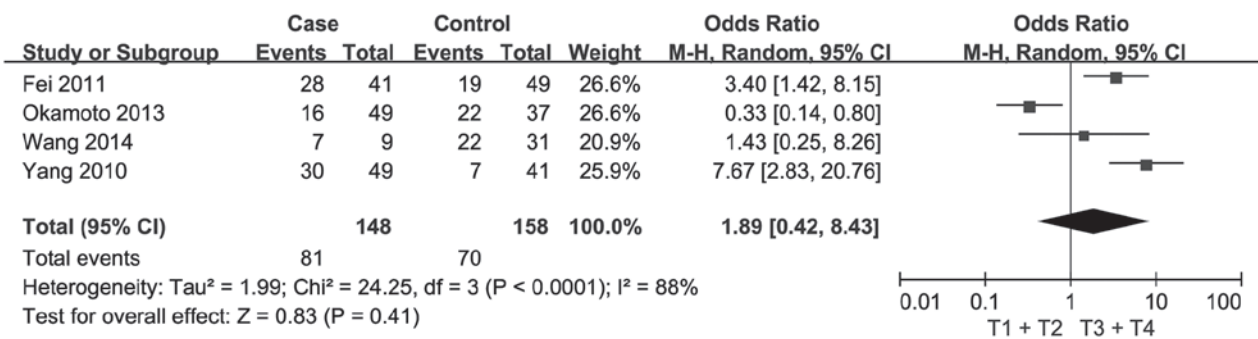 Case Control Odds Ratio Odds Ratio
Study or Subgroup Events Total Events Total Weight M-H, Random, 95% CI M-H, Random, 95% CI
Fei 2011 28 41 19 49 26.6% 3.40 [1.42, 8.15]
Okamoto 2013 16 49 22 37 26.6% 0.33 [0.14, 0.80]
Wang 2014 7 9 22 31 20.9% 1.43 [0.25, 8.26]
Yang 2010 30 49 7 41 25.9% 7.67 [2.83, 20.76]
Total (95% CI) 148 158 100.0% 1.89 [0.42, 8.43]
Total events 81 70
Heterogeneity: Tau² = 1.99; Chi² = 24.25, df = 3 (P < 0.0001); I² = 88%
Test for overall effect: Z = 0.83 (P = 0.41)
0.01 0.1 1 10 100
T1 + T2 T3 + T4